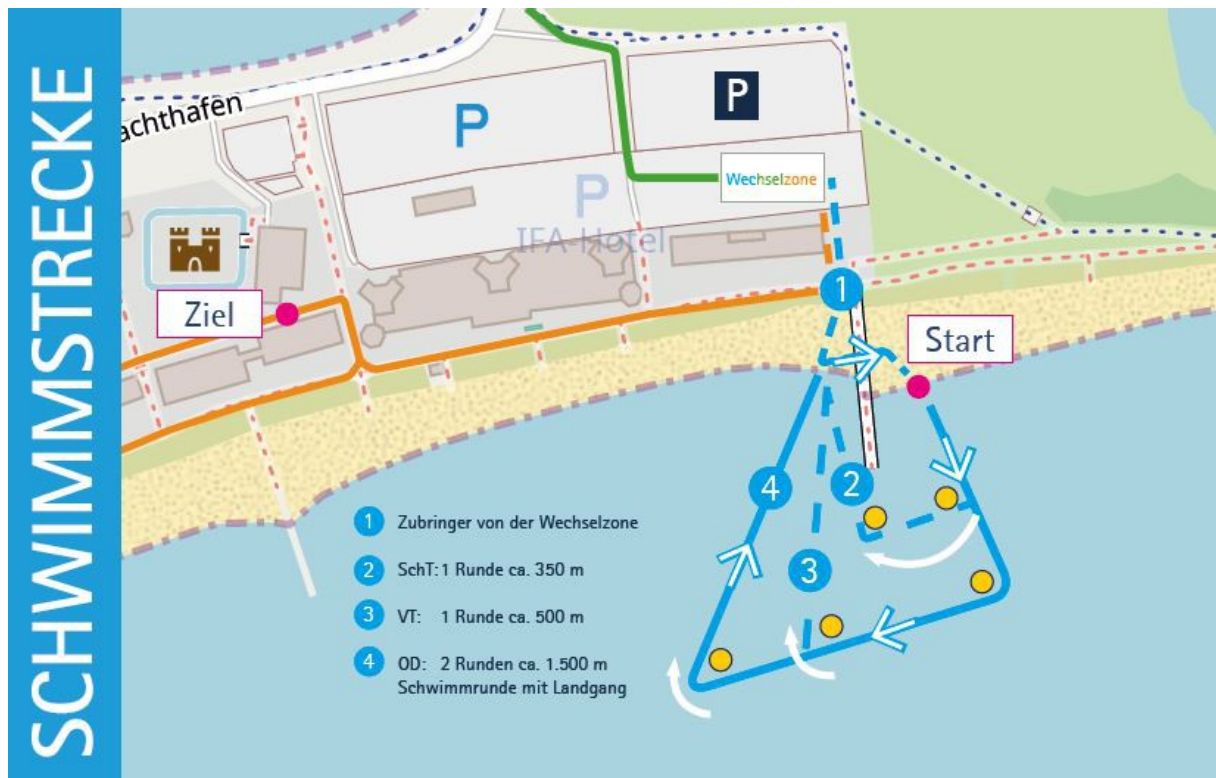 SCHWIMMSTRECKE
achthafen
P
P
Wechselzone
P
IFA-Hotel
Ziel
1
Start
4
2
3
1 Zubringer von der Wechselzone
2 SchT: 1 Runde ca. 350 m
3 VT: 1 Runde ca. 500 m
4 OD: 2 Runden ca. 1.500 m
Schwimmrunde mit Landgang